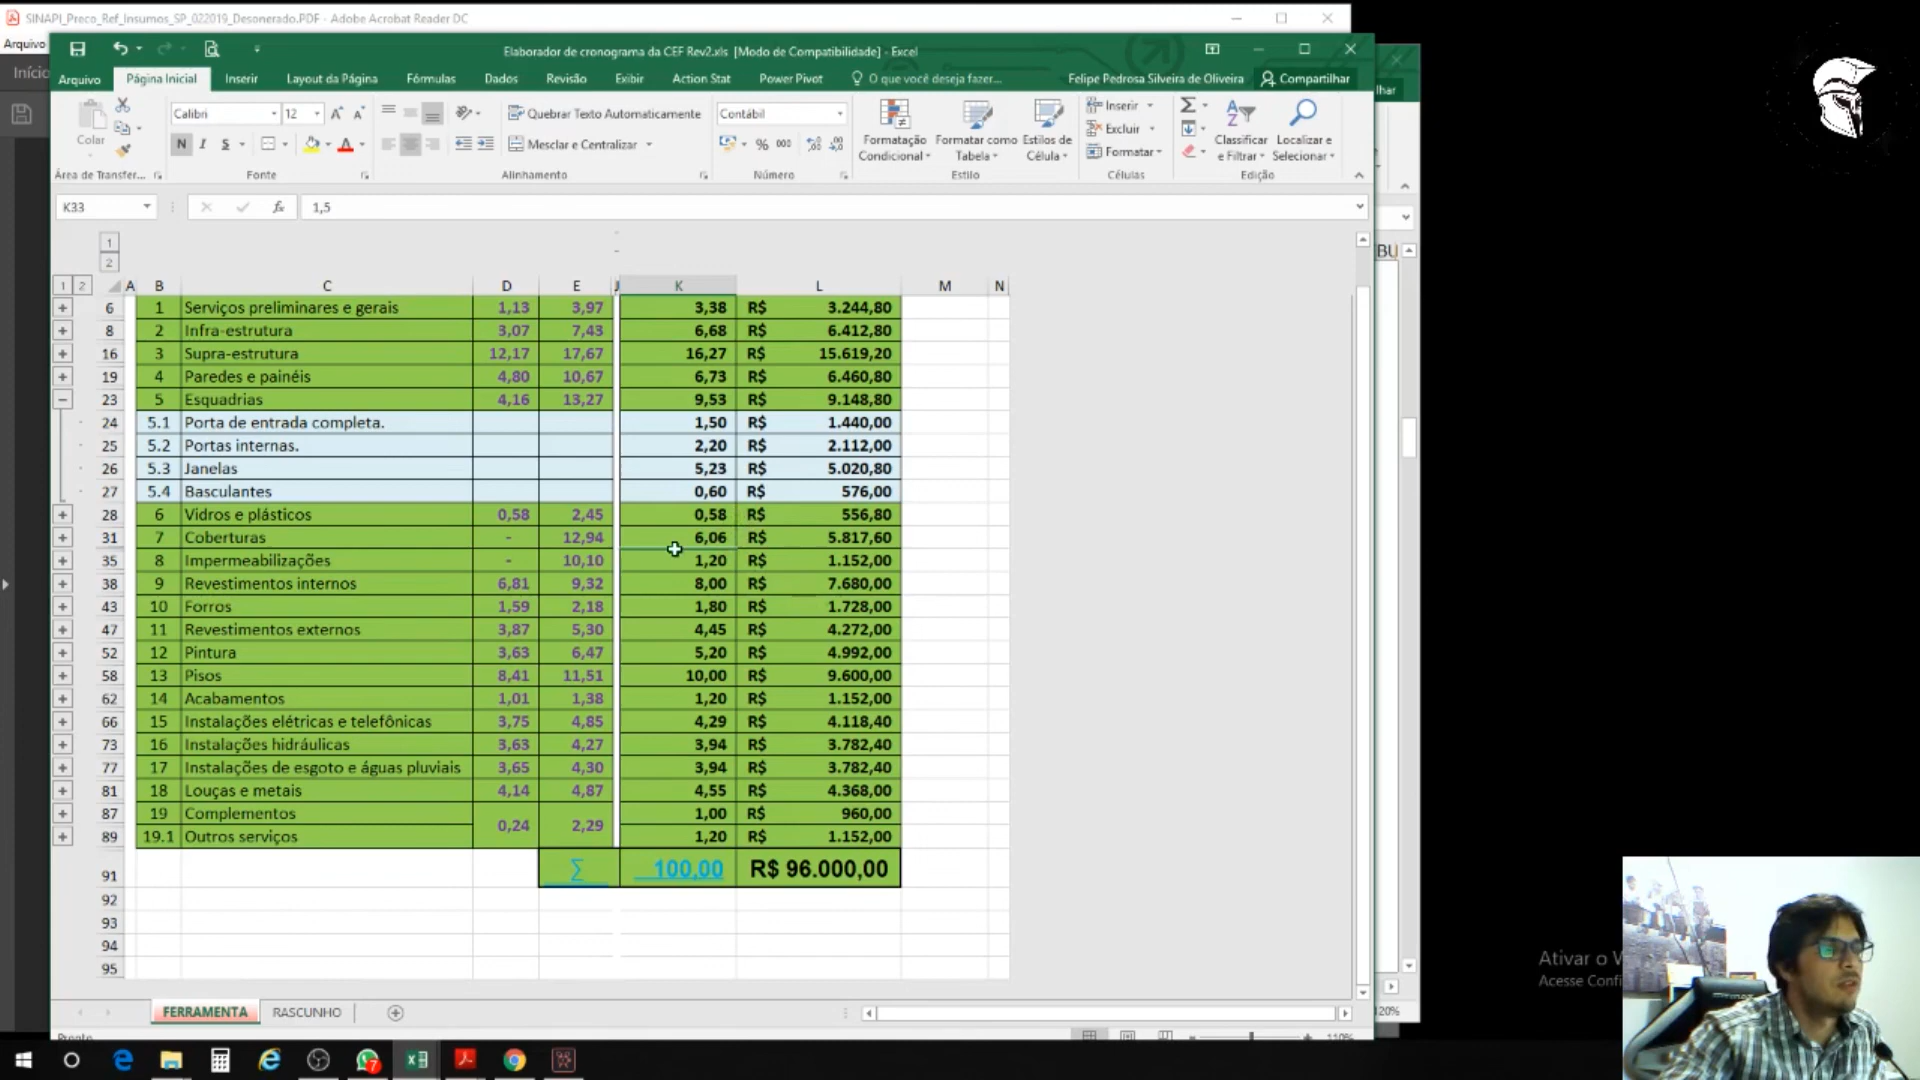 SINAPI_Preco_Ref_Insumos_SP_022019_Desonerado.PDF - Adobe Acrobat Reader DC
Arquivo
Início
Elaborador de cronograma da CEF Rev2.xls [Modo de Compatibilidade] - Excel
Arquivo Página Inicial Inserir Layout da Página Fórmulas Dados Revisão Exibir Action Stat Power Pivot O que você deseja fazer... Felipe Pedrosa Silveira de Oliveira Compartilhar
lhar
Calibri 12 Quebrar Texto Automaticamente Contábil
Colar N I S Mescle e Centralizar % 000
Formatação Condicional Formatar como Tabela Estilos de Célula Inserir Excluir Formatar Classificar e Filtrar Localizar e Selecionar
Área de Transfer... Fonte Alinhamento Número Estilo Células Edição
K33 fx 1,5
1
2
BU
1 2 A B C D E J K L M N
6 1 Serviços preliminares e gerais 1,13 3,97 3,38 R$ 3.244,80
8 2 Infra-estrutura 3,07 7,43 6,68 R$ 6.412,80
16 3 Supra-estrutura 12,17 17,67 16,27 R$ 15.619,20
19 4 Paredes e painéis 4,80 10,67 6,73 R$ 6.460,80
23 5 Esquadrias 4,16 13,27 9,53 R$ 9.148,80
24 5.1 Porta de entrada completa. 1,50 R$ 1.440,00
25 5.2 Portas internas. 2,20 R$ 2.112,00
26 5.3 Janelas 5,23 R$ 5.020,80
27 5.4 Basculantes 0,60 R$ 576,00
28 6 Vidros e plásticos 0,58 2,45 0,58 R$ 556,80
31 7 Coberturas - 12,94 6,06 R$ 5.817,60
35 8 Impermeabilizações - 10,10 1,20 R$ 1.152,00
38 9 Revestimentos internos 6,81 9,32 8,00 R$ 7.680,00
43 10 Forros 1,59 2,18 1,80 R$ 1.728,00
47 11 Revestimentos externos 3,87 5,30 4,45 R$ 4.272,00
52 12 Pintura 3,63 6,47 5,20 R$ 4.992,00
58 13 Pisos 8,41 11,51 10,00 R$ 9.600,00
62 14 Acabamentos 1,01 1,38 1,20 R$ 1.152,00
66 15 Instalações elétricas e telefônicas 3,75 4,85 4,29 R$ 4.118,40
73 16 Instalações hidráulicas 3,63 4,27 3,94 R$ 3.782,40
77 17 Instalações de esgoto e águas pluviais 3,65 4,30 3,94 R$ 3.782,40
81 18 Louças e metais 4,14 4,87 4,55 R$ 4.368,00
87 19 Complementos 0,24 2,29 1,00 R$ 960,00
89 19.1 Outros serviços 1,20 R$ 1.152,00
91 ∑ 100,00 R$ 96.000,00
92
93
94
95
Ativar o
Acesse Confi
FERRAMENTA RASCUNHO
120%
Pronto 110%
7